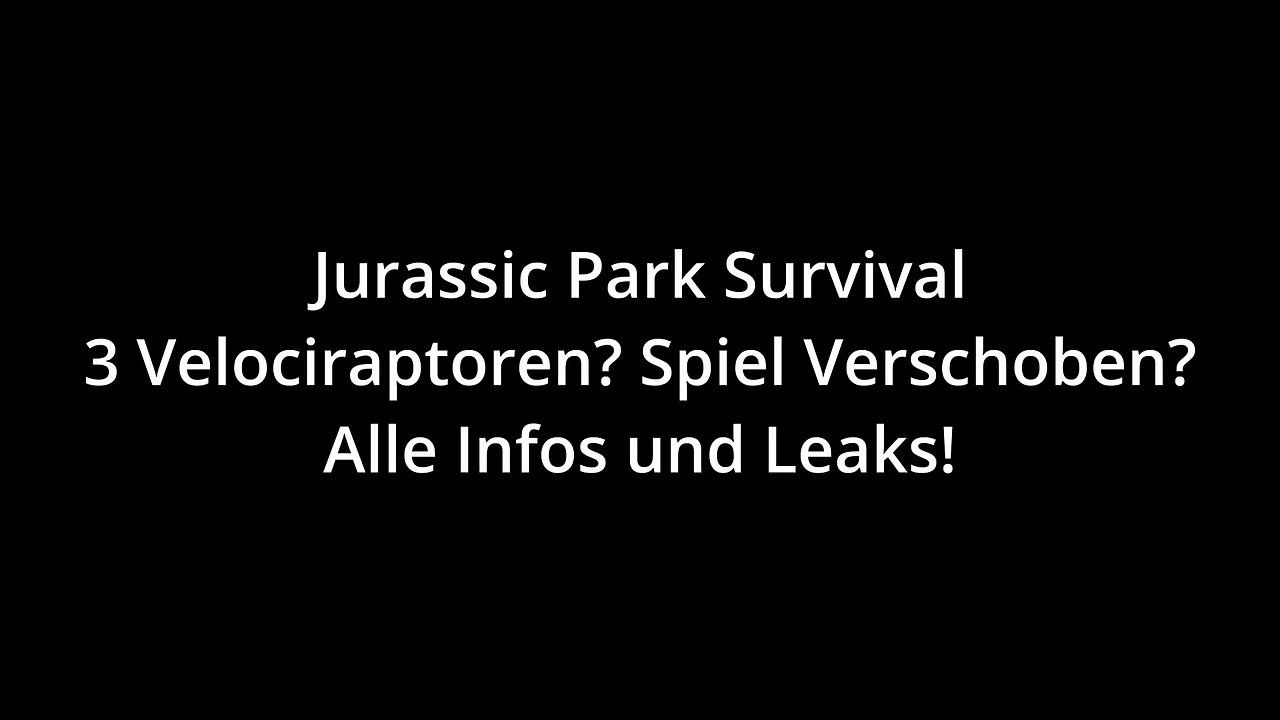 Jurassic Park Survival
3 Velociraptoren? Spiel Verschoben?
Alle Infos und Leaks!